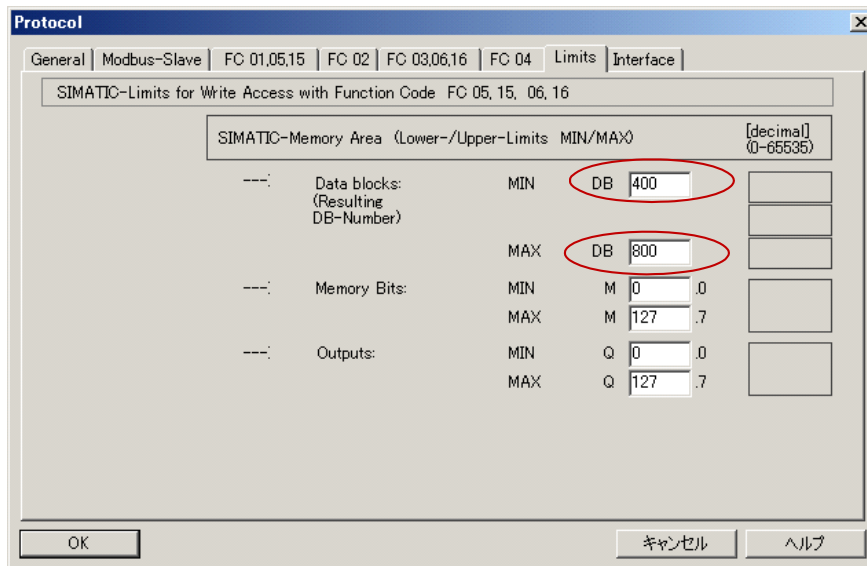 Protocol
General Modbus-Slave FC 01,05,15 FC 02 FC 03,06,16 FC 04 Limits Interface
SIMATIC-Limits for Write Access with Function Code FC 05, 15, 06, 16
SIMATIC-Memory Area (Lower-/Upper-Limits MIN/MAX) [decimal]
(0-65535)
---: Data blocks: MIN DB 400
(Resulting
DB-Number)
MAX DB 800
---: Memory Bits: MIN M 0 .0
MAX M 127 .7
---: Outputs: MIN Q 0 .0
MAX Q 127 .7
OK キャンセル ヘルプ